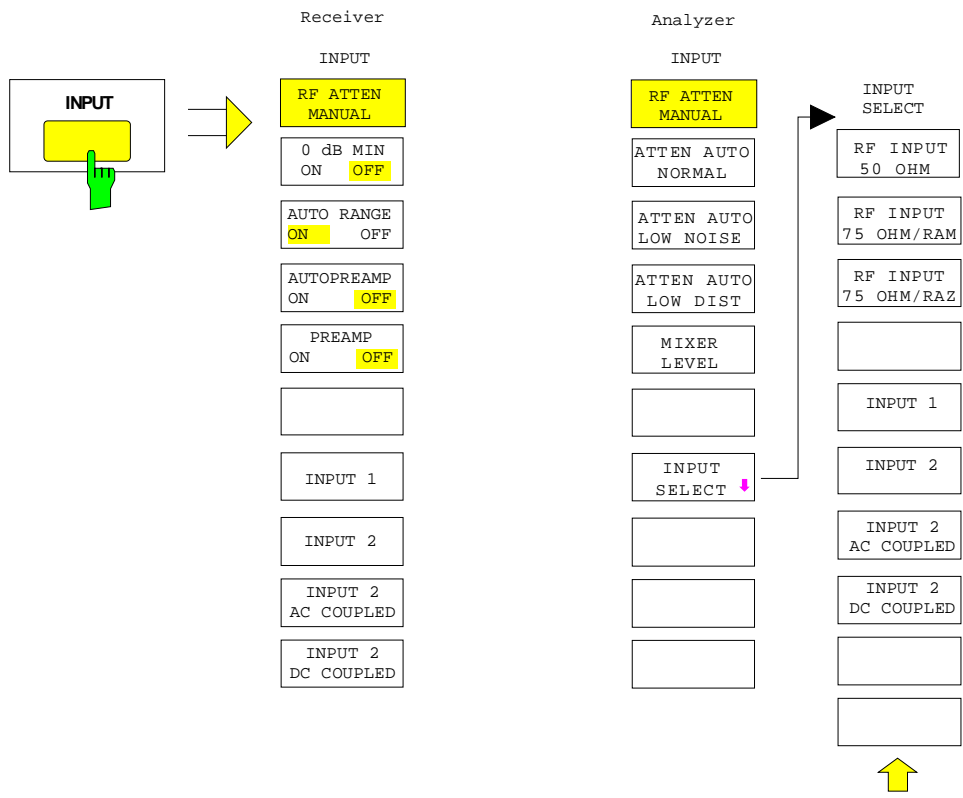 INPUT
Receiver
INPUT
RF ATTEN
MANUAL
0 dB MIN
ON OFF
AUTO RANGE
ON OFF
AUTOPREAMP
ON OFF
PREAMP
ON OFF
INPUT 1
INPUT 2
INPUT 2
AC COUPLED
INPUT 2
DC COUPLED
Analyzer
INPUT
RF ATTEN
MANUAL
ATTEN AUTO
NORMAL
ATTEN AUTO
LOW NOISE
ATTEN AUTO
LOW DIST
MIXER
LEVEL
INPUT
SELECT
INPUT
SELECT
RF INPUT
50 OHM
RF INPUT
75 OHM/RAM
RF INPUT
75 OHM/RAZ
INPUT 1
INPUT 2
INPUT 2
AC COUPLED
INPUT 2
DC COUPLED